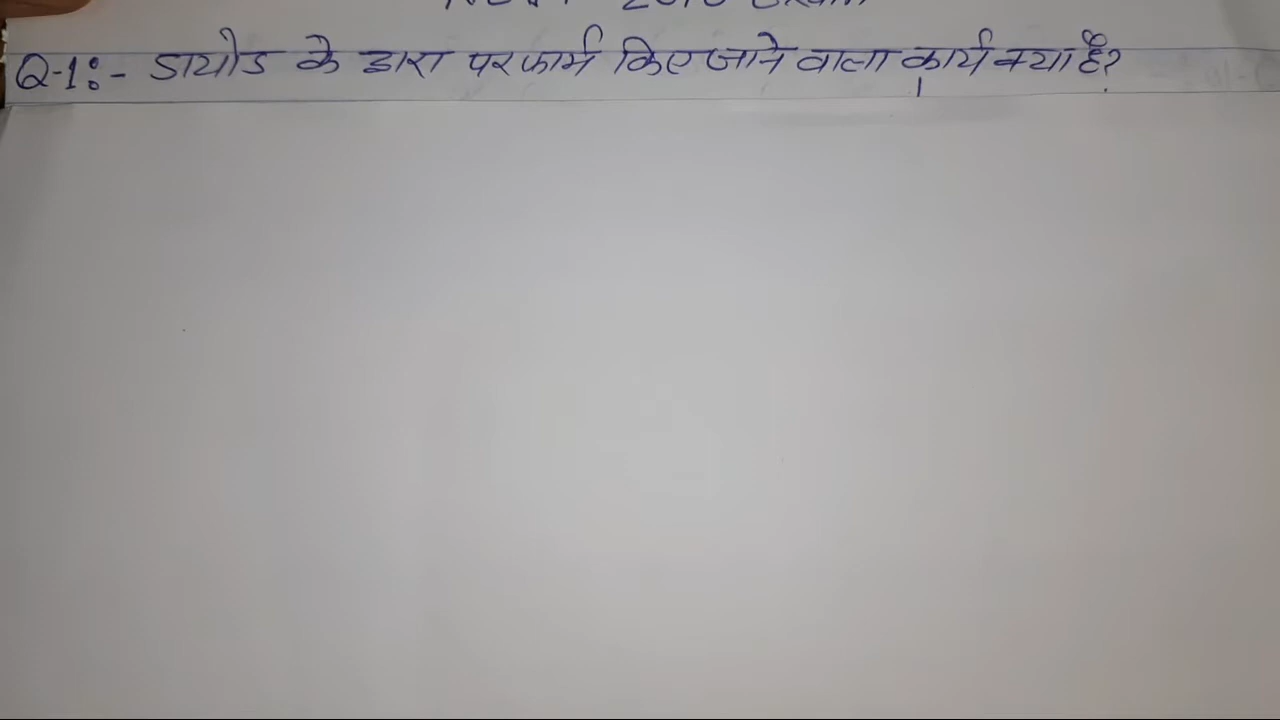 Q-1:- डायोड के द्वारा परफार्म किए जाने वाला कार्य क्या है?